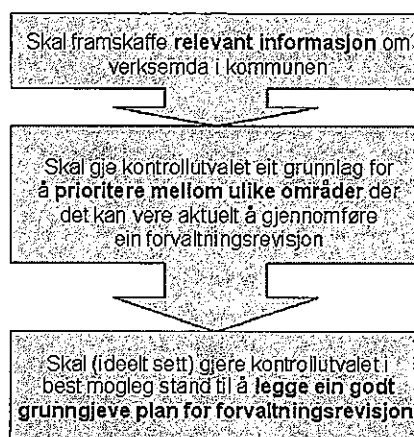 Skal framskaffe relevant informasjon om
verksemda i kommunen
Skal gje kontrollutvalet eit grunnlag for
å prioritere mellom ulike områder der
det kan vere aktuelt å gjennomføre
ein forvaltningsrevisjon
Skal (ideelt sett) gjere kontrollutvalet i
best mogleg stand til å legge ein godt
grunngjeve plan for forvaltningsrevisjon